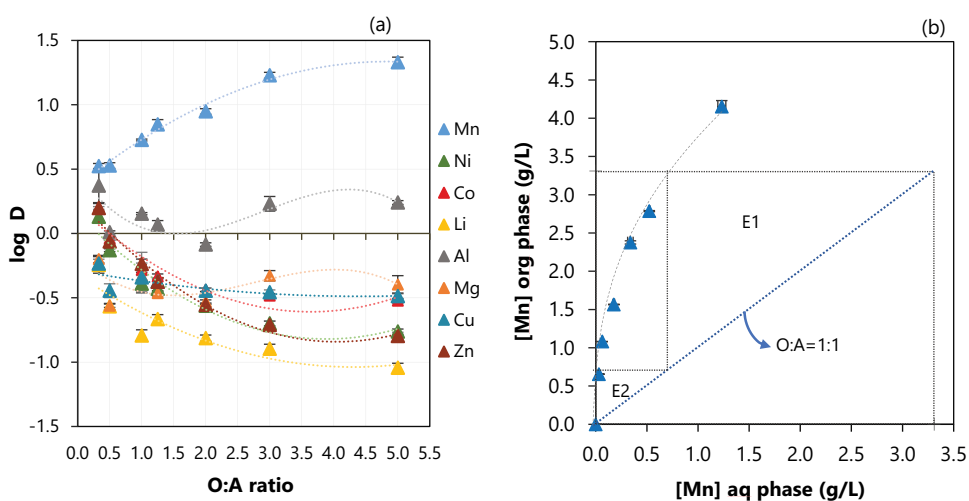 (a)
1.5
1.0
0.5
0.0
-0.5
-1.0
-1.5
log D
0.0 0.5 1.0 1.5 2.0 2.5 3.0 3.5 4.0 4.5 5.0 5.5
O:A ratio
Mn
Ni
Co
Li
Al
Mg
Cu
Zn
(b)
5.0
4.5
4.0
3.5
3.0
2.5
2.0
1.5
1.0
0.5
0.0
[Mn] org phase (g/L)
E1
O:A=1:1
E2
0.0 0.5 1.0 1.5 2.0 2.5 3.0 3.5
[Mn] aq phase (g/L)